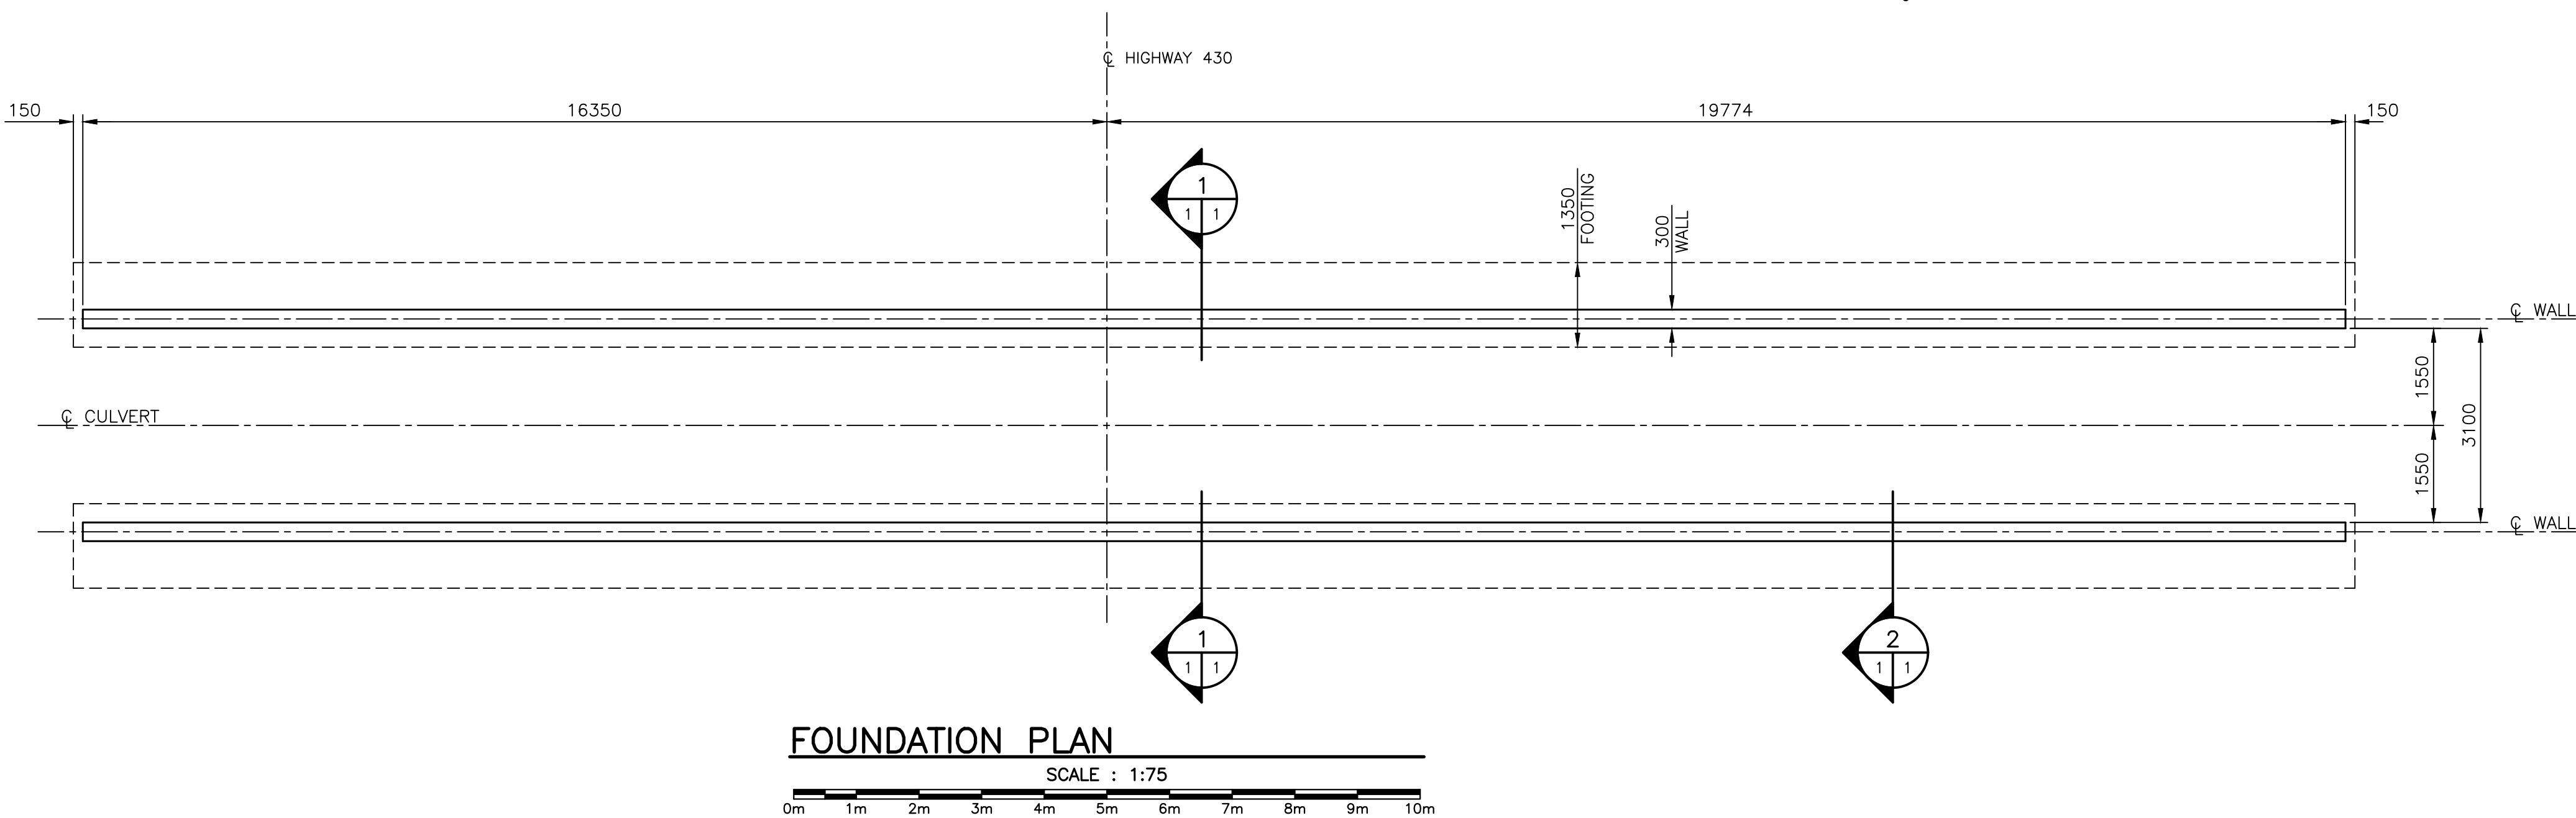 ℄ HIGHWAY 430
150
16350
19774
150
1
1 1
1350
FOOTING
300
WALL
℄ WALL
℄ CULVERT
1550
3100
1550
℄ WALL
1
1 1
2
1 1
FOUNDATION PLAN
SCALE : 1:75
0m 1m 2m 3m 4m 5m 6m 7m 8m 9m 10m